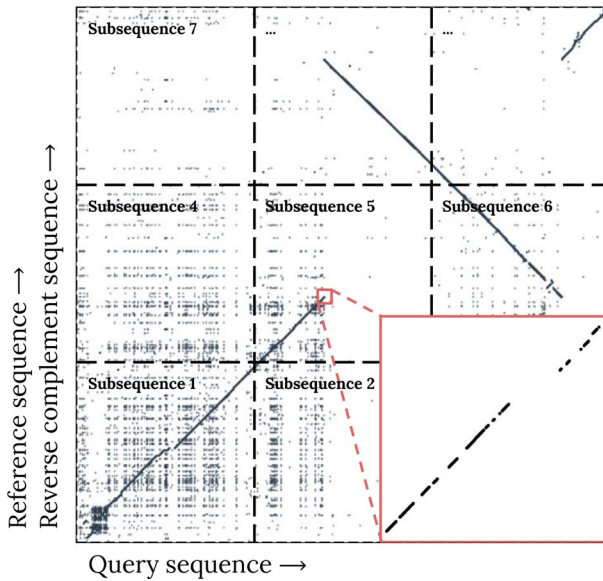 Subsequence 7
...
...
Subsequence 4
Subsequence 5
Subsequence 6
Subsequence 1
Subsequence 2
Reference sequence →
Reverse complement sequence →
Query sequence →